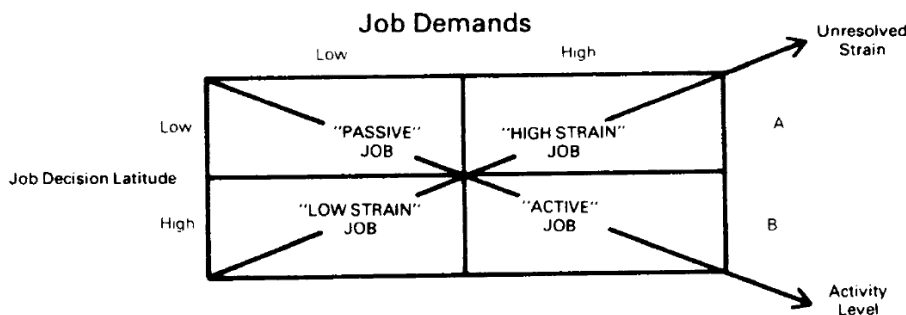 Job Demands
Unresolved
Strain
Low
High
Low
"PASSIVE"
JOB
"HIGH STRAIN"
JOB
A
Job Decision Latitude
High
"LOW STRAIN"
JOB
"ACTIVE"
JOB
B
Activity
Level